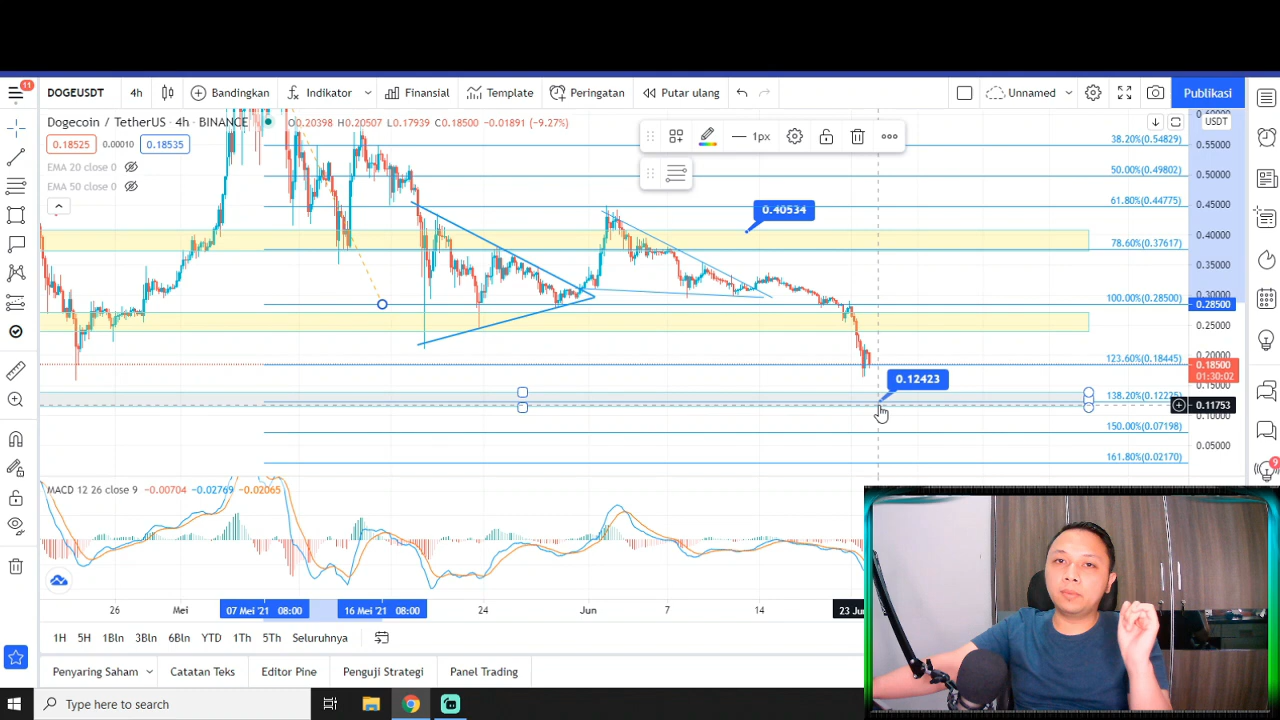 11
DOGEUSDT
4h
Bandingkan
Indikator
Finansial
Template
Peringatan
Putar ulang
Unnamed
Publikasi
Dogecoin / TetherUS · 4h · BINANCE
O0.20398 H0.20507 L0.17939 C0.18500 −0.01891 (−9.27%)
0.18525
0.00010
0.18535
EMA 20 close 0
EMA 50 close 0
1px
USDT
38.20%(0.54829)
0.55000
50.00%(0.49802)
0.50000
61.80%(0.44775)
0.45000
0.40534
0.40000
78.60%(0.37617)
0.35000
100.00%(0.28500)
0.28500
0.25000
0.20000
123.60%(0.18445)
0.18500
01:30:02
0.12423
0.15000
0.11753
150.00%(0.07198)
0.05000
161.80%(0.02170)
MACD 12 26 close 9 −0.00704 −0.02769 −0.02065
9
26
Mei
07 Mei '21 08:00
16 Mei '21 08:00
24
Jun
7
14
1H
5H
1Bln
3Bln
6Bln
YTD
1Th
5Th
Seluruhnya
Penyaring Saham
Catatan Teks
Editor Pine
Penguji Strategi
Panel Trading
Type here to search